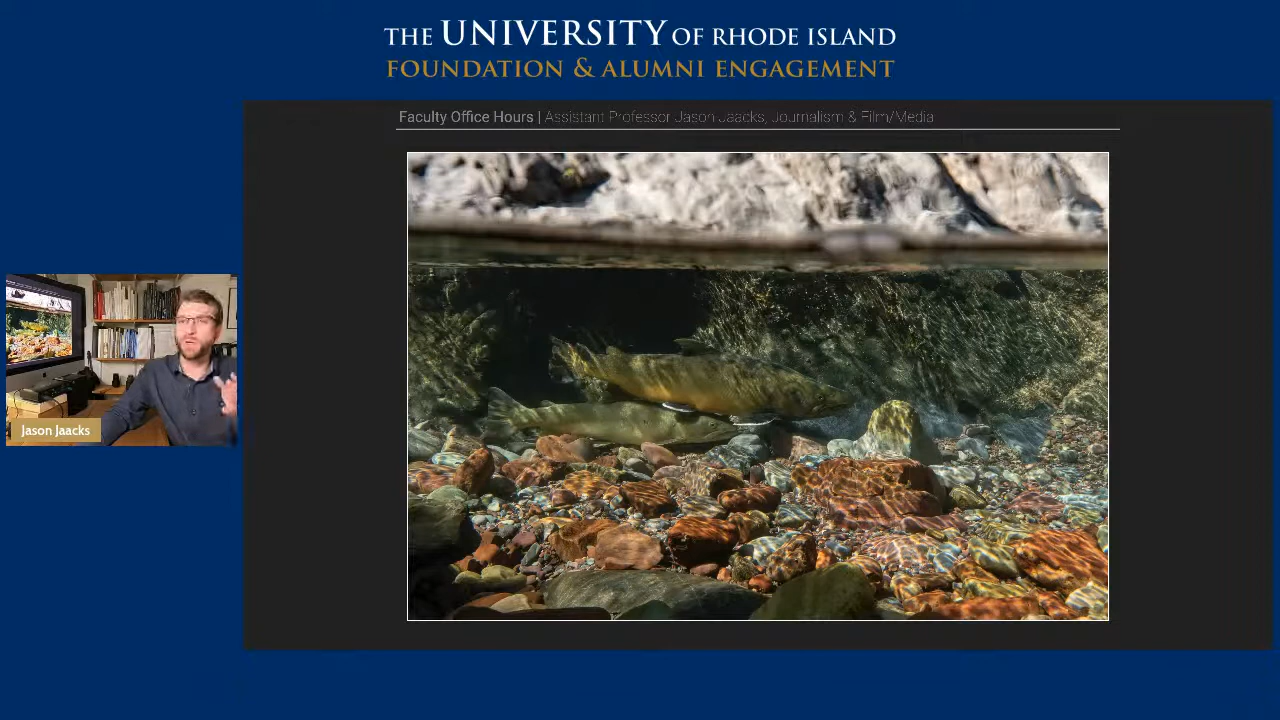 THE UNIVERSITY OF RHODE ISLAND
FOUNDATION & ALUMNI ENGAGEMENT
Faculty Office Hours | Assistant Professor Jason Jaacks, Journalism & Film/Media
Jason Jaacks